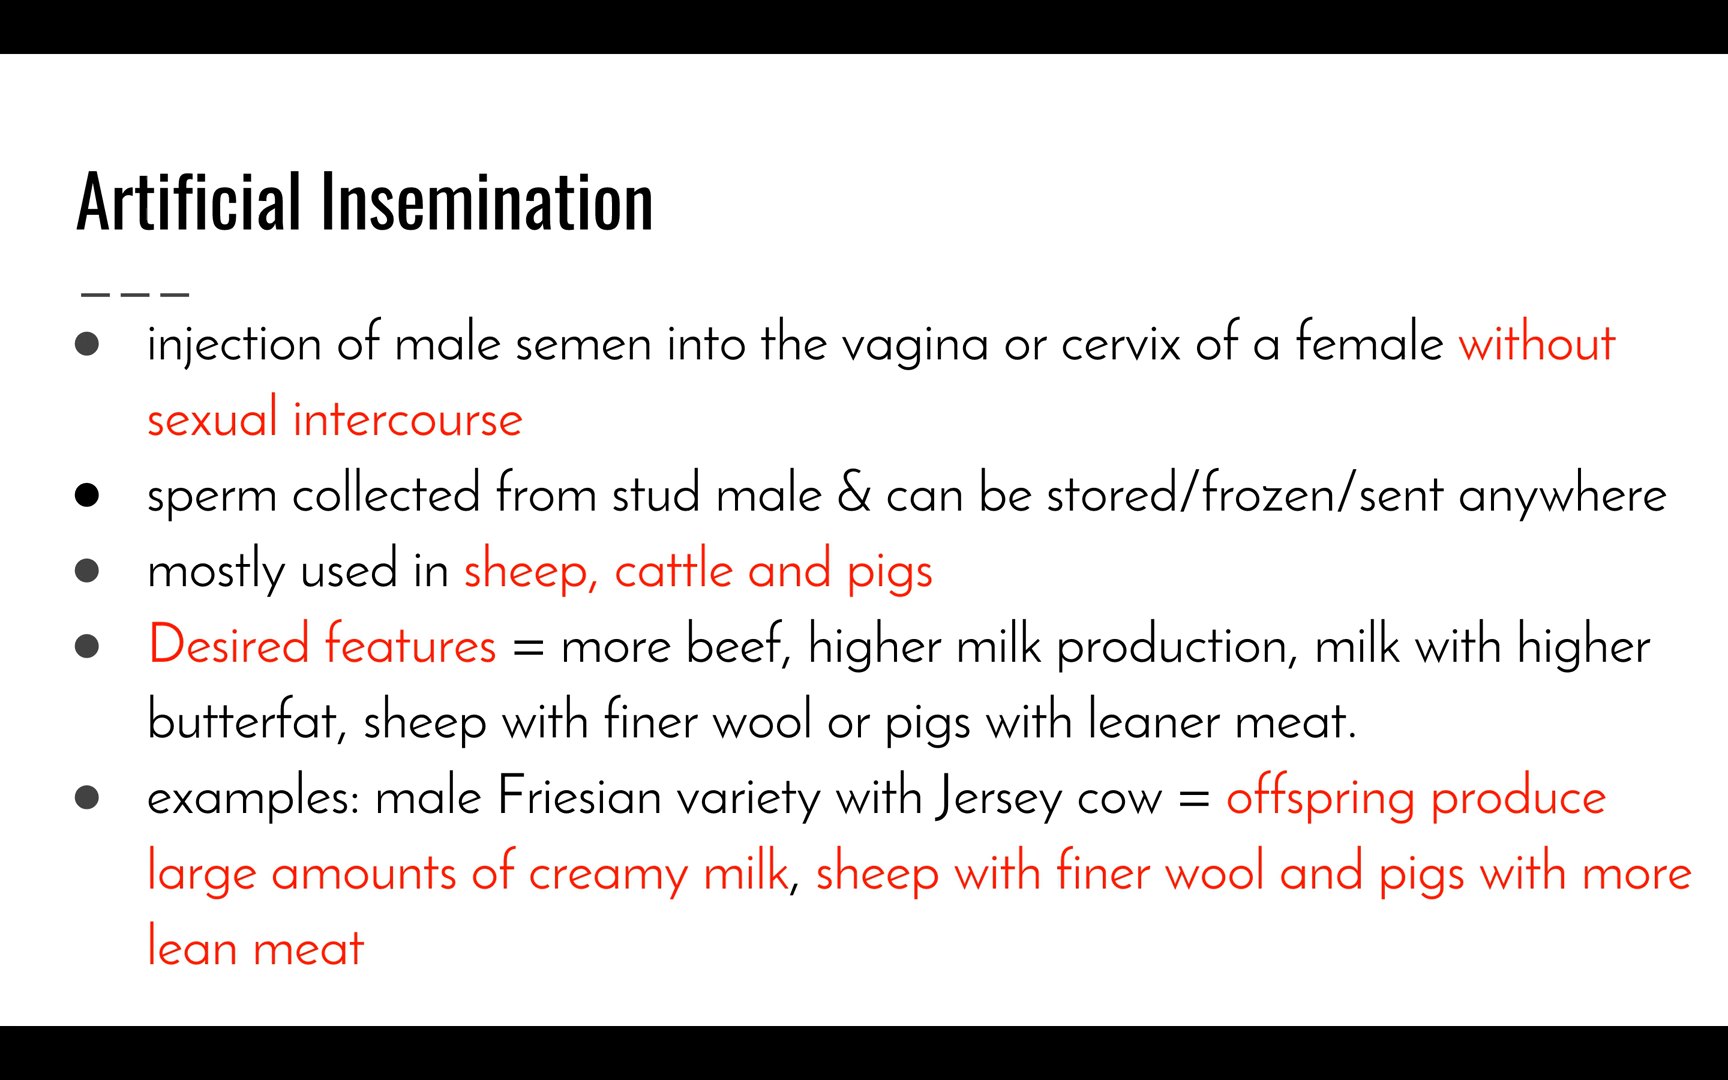 Artificial Insemination
● injection of male semen into the vagina or cervix of a female without
sexual intercourse
● sperm collected from stud male & can be stored/frozen/sent anywhere
● mostly used in sheep, cattle and pigs
● Desired features = more beef, higher milk production, milk with higher
butterfat, sheep with finer wool or pigs with leaner meat.
● examples: male Friesian variety with Jersey cow = offspring produce
large amounts of creamy milk, sheep with finer wool and pigs with more
lean meat